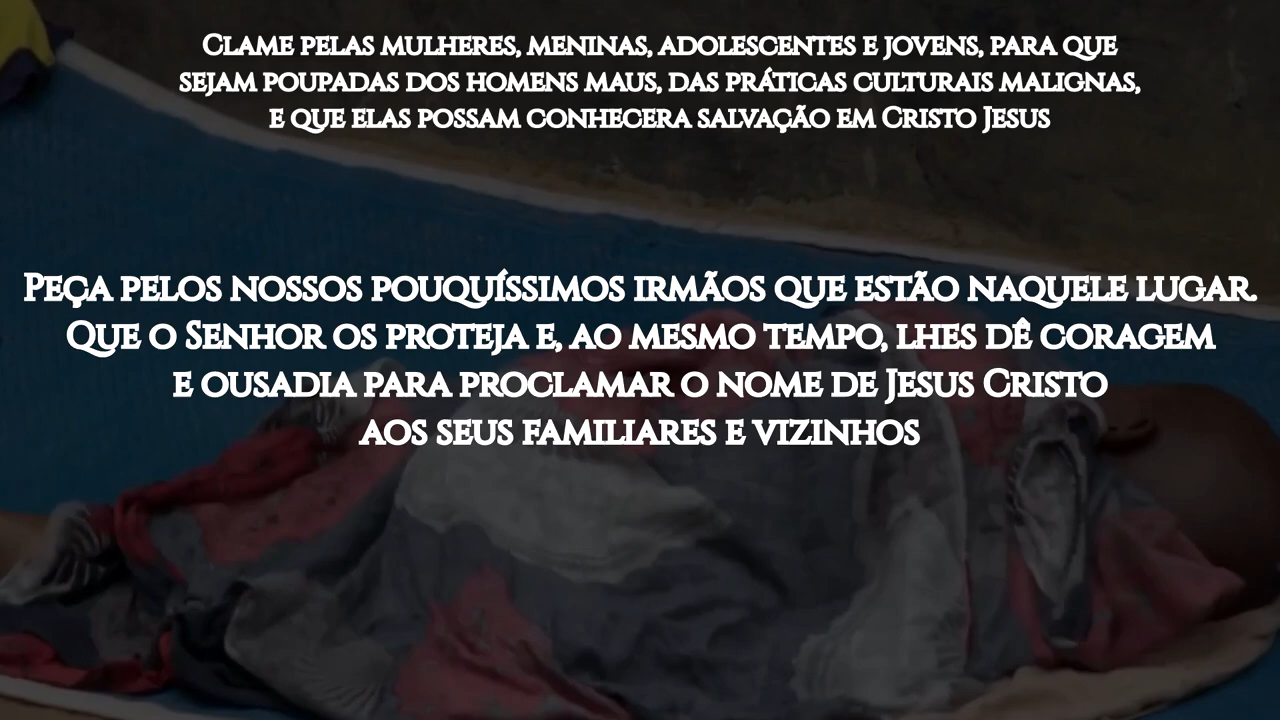 Clame pelas mulheres, meninas, adolescentes e jovens, para que
sejam poupadas dos homens maus, das práticas culturais malignas,
e que elas possam conhecera salvação em Cristo Jesus
Peça pelos nossos pouquíssimos irmãos que estão naquele lugar.
Que o Senhor os proteja e, ao mesmo tempo, lhes dê coragem
e ousadia para proclamar o nome de Jesus Cristo
aos seus familiares e vizinhos